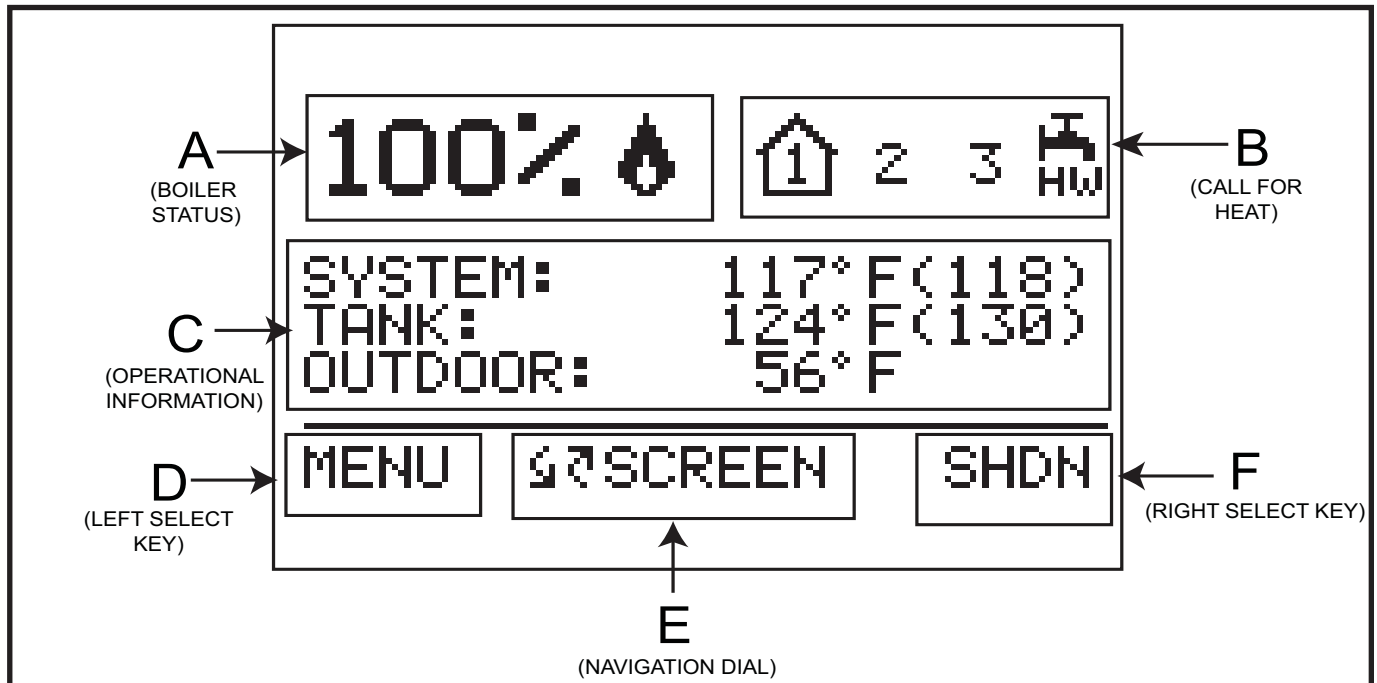 100%
1 2 3 HW
A
(BOILER
STATUS)
B
(CALL FOR
HEAT)
SYSTEM: 117°F(118)
TANK: 124°F(130)
OUTDOOR: 56°F
C
(OPERATIONAL
INFORMATION)
MENU SCREEN SHDN
D
(LEFT SELECT
KEY)
F
(RIGHT SELECT KEY)
E
(NAVIGATION DIAL)